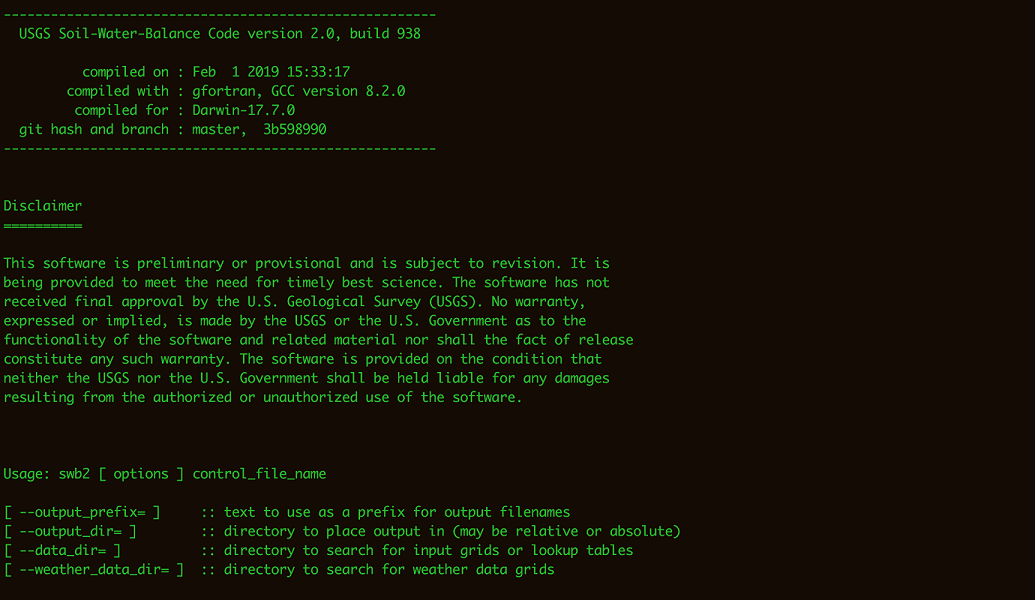 -------------------------------------------------------
USGS Soil-Water-Balance Code version 2.0, build 938
compiled on : Feb  1 2019 15:33:17
compiled with : gfortran, GCC version 8.2.0
compiled for : Darwin-17.7.0
git hash and branch : master,  3b598990
-------------------------------------------------------
Disclaimer
==========
This software is preliminary or provisional and is subject to revision. It is
being provided to meet the need for timely best science. The software has not
received final approval by the U.S. Geological Survey (USGS). No warranty,
expressed or implied, is made by the USGS or the U.S. Government as to the
functionality of the software and related material nor shall the fact of release
constitute any such warranty. The software is provided on the condition that
neither the USGS nor the U.S. Government shall be held liable for any damages
resulting from the authorized or unauthorized use of the software.
Usage: swb2 [ options ] control_file_name
[ --output_prefix= ]     :: text to use as a prefix for output filenames
[ --output_dir= ]        :: directory to place output in (may be relative or absolute)
[ --data_dir= ]          :: directory to search for input grids or lookup tables
[ --weather_data_dir= ]  :: directory to search for weather data grids